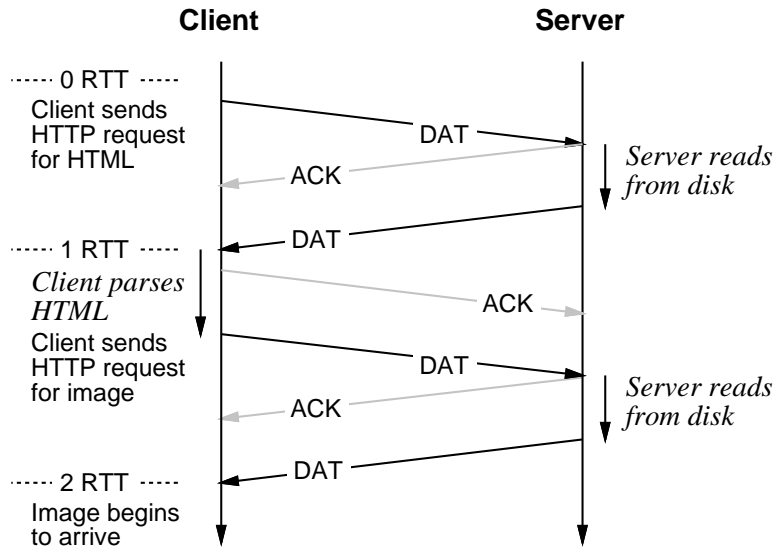 Client
Server
0 RTT
Client sends
HTTP request
for HTML
DAT
ACK
Server reads
from disk
DAT
1 RTT
Client parses
HTML
ACK
Client sends
HTTP request
for image
DAT
ACK
Server reads
from disk
DAT
2 RTT
Image begins
to arrive